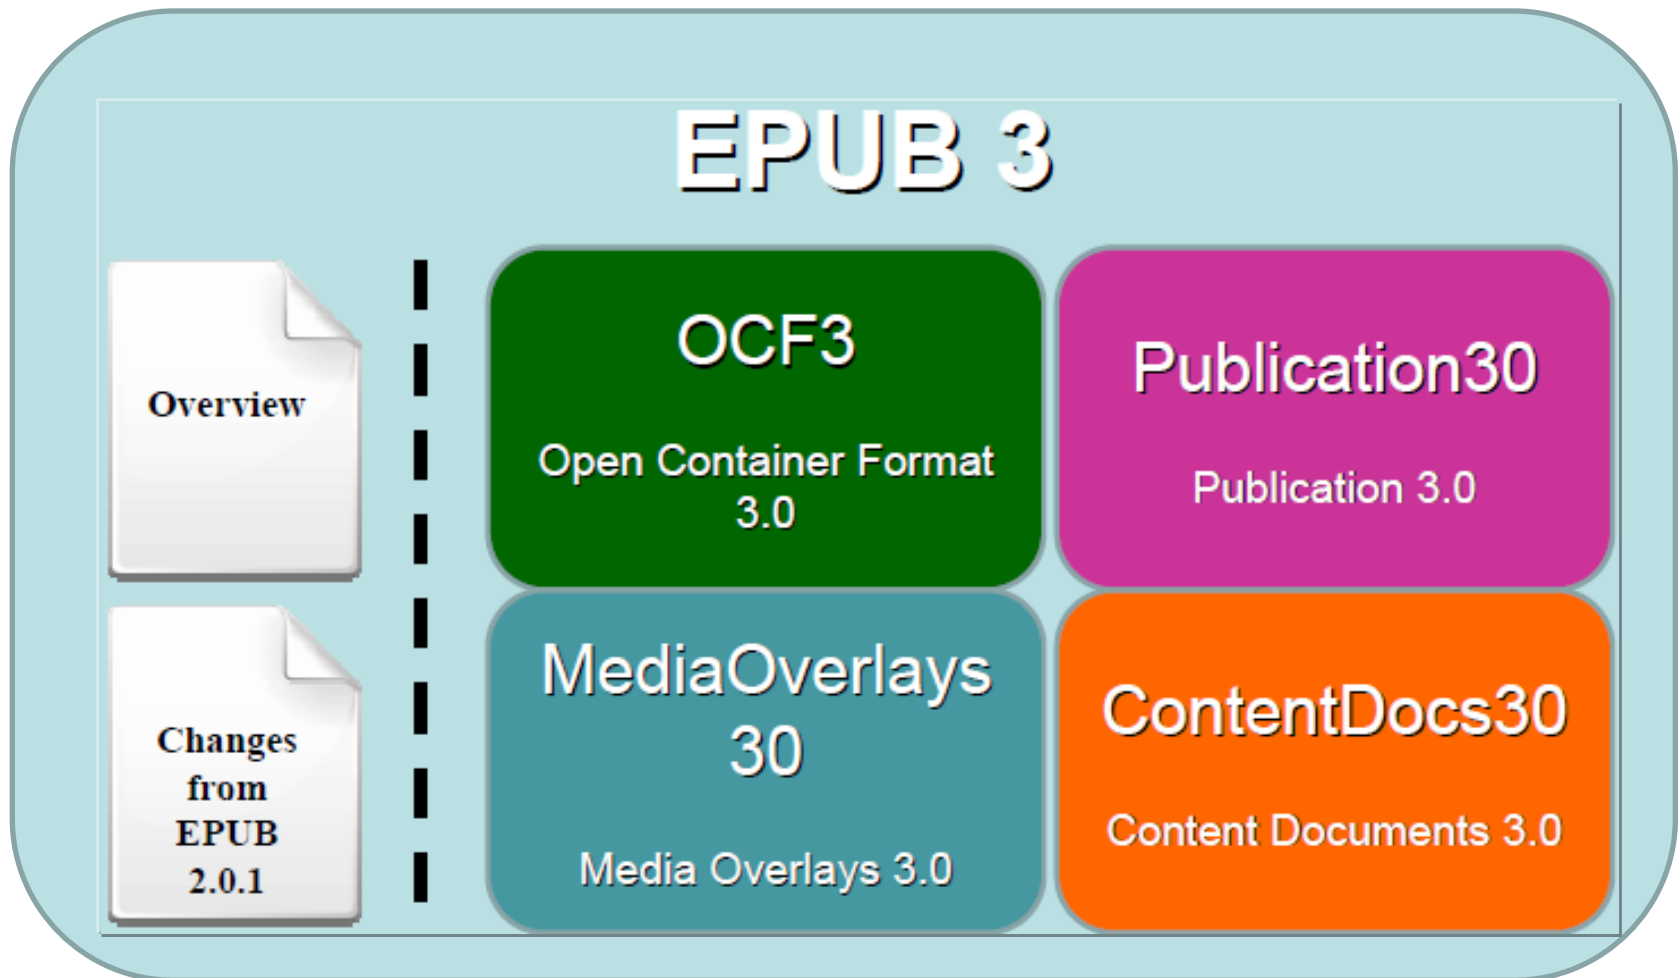 EPUB 3
Overview
Changes
from
EPUB
2.0.1
OCF3
Open Container Format
3.0
Publication30
Publication 3.0
MediaOverlays
30
Media Overlays 3.0
ContentDocs30
Content Documents 3.0